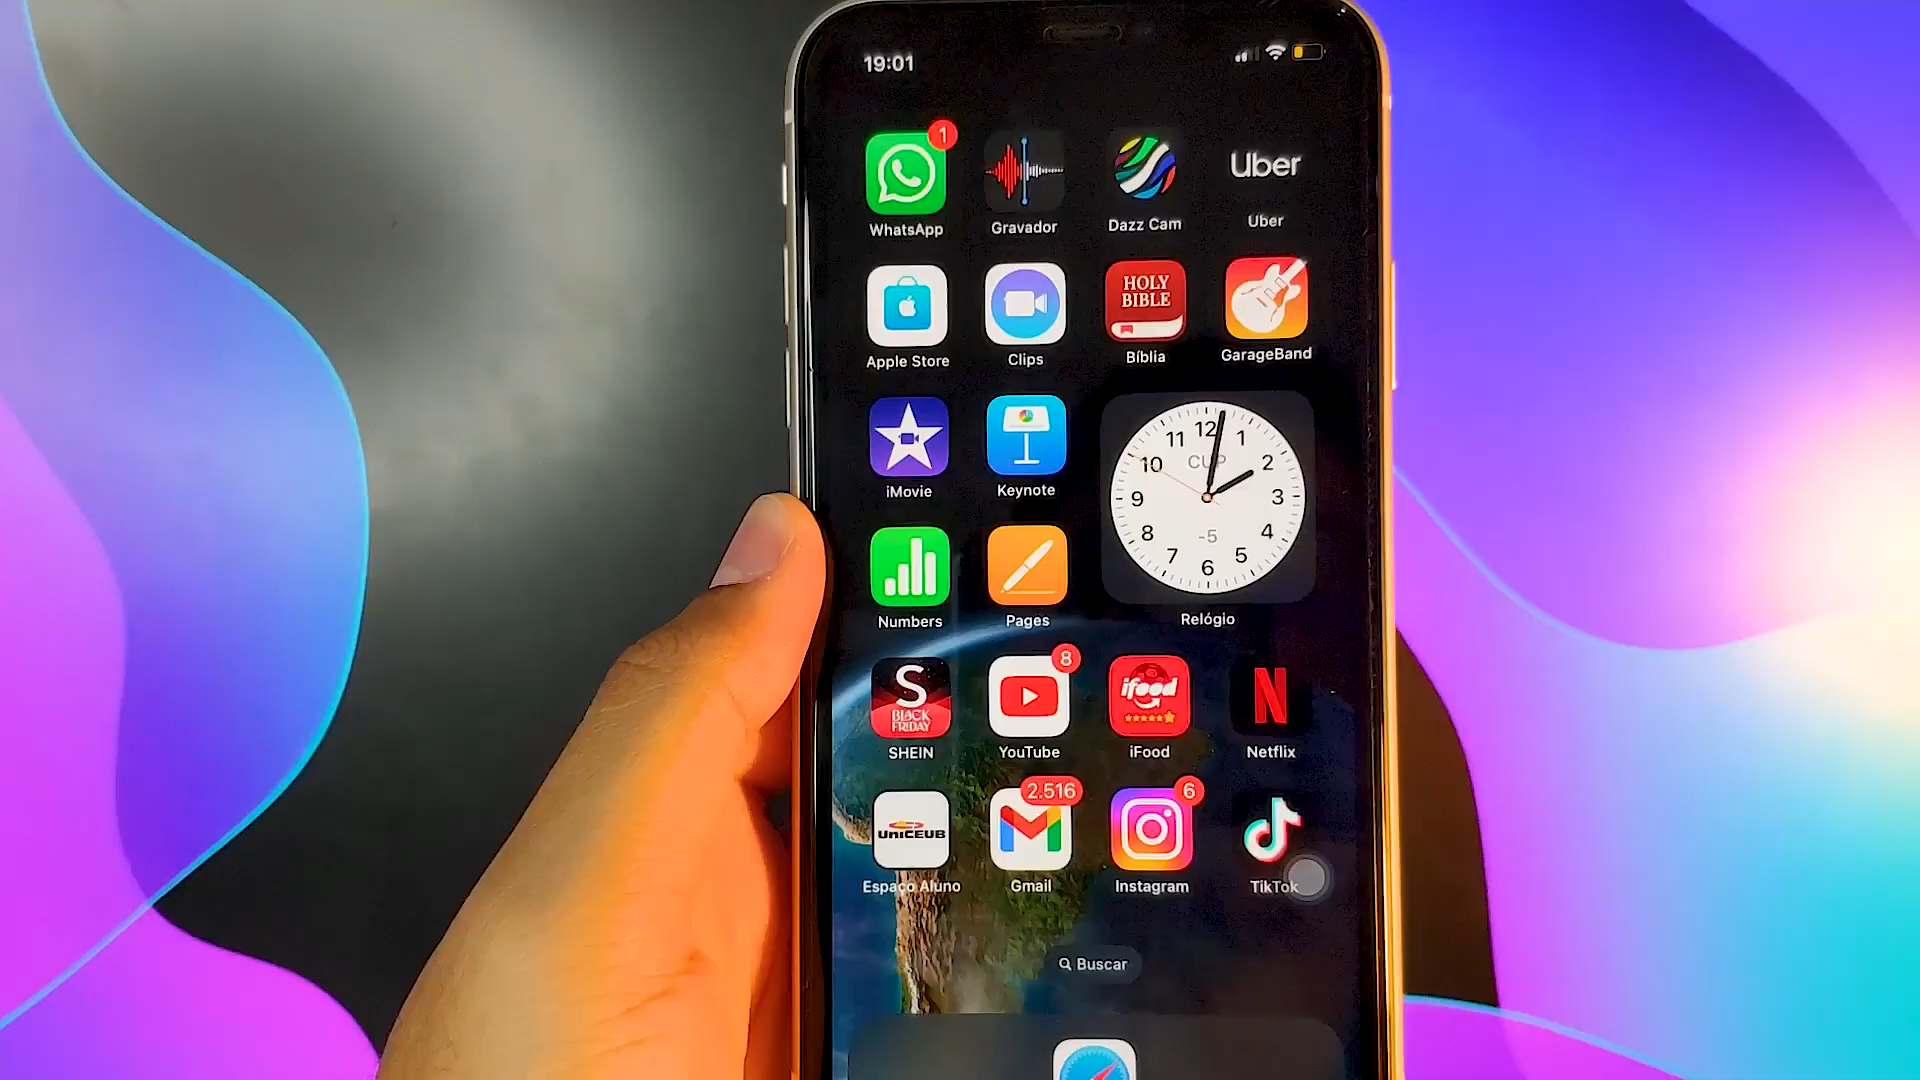 19:01
1
WhatsApp
Gravador
Dazz Cam
Uber
Uber
Apple Store
Clips
HOLY
BIBLE
Bíblia
GarageBand
iMovie
Keynote
12
1
2
3
4
5
6
7
8
9
10
11
CUP
-5
Relógio
Numbers
Pages
S
BLACK
FRIDAY
SHEIN
8
YouTube
ifood
iFood
N
Netflix
UniCEUB
Espaço Aluno
2.516
Gmail
6
Instagram
TikTok
Buscar